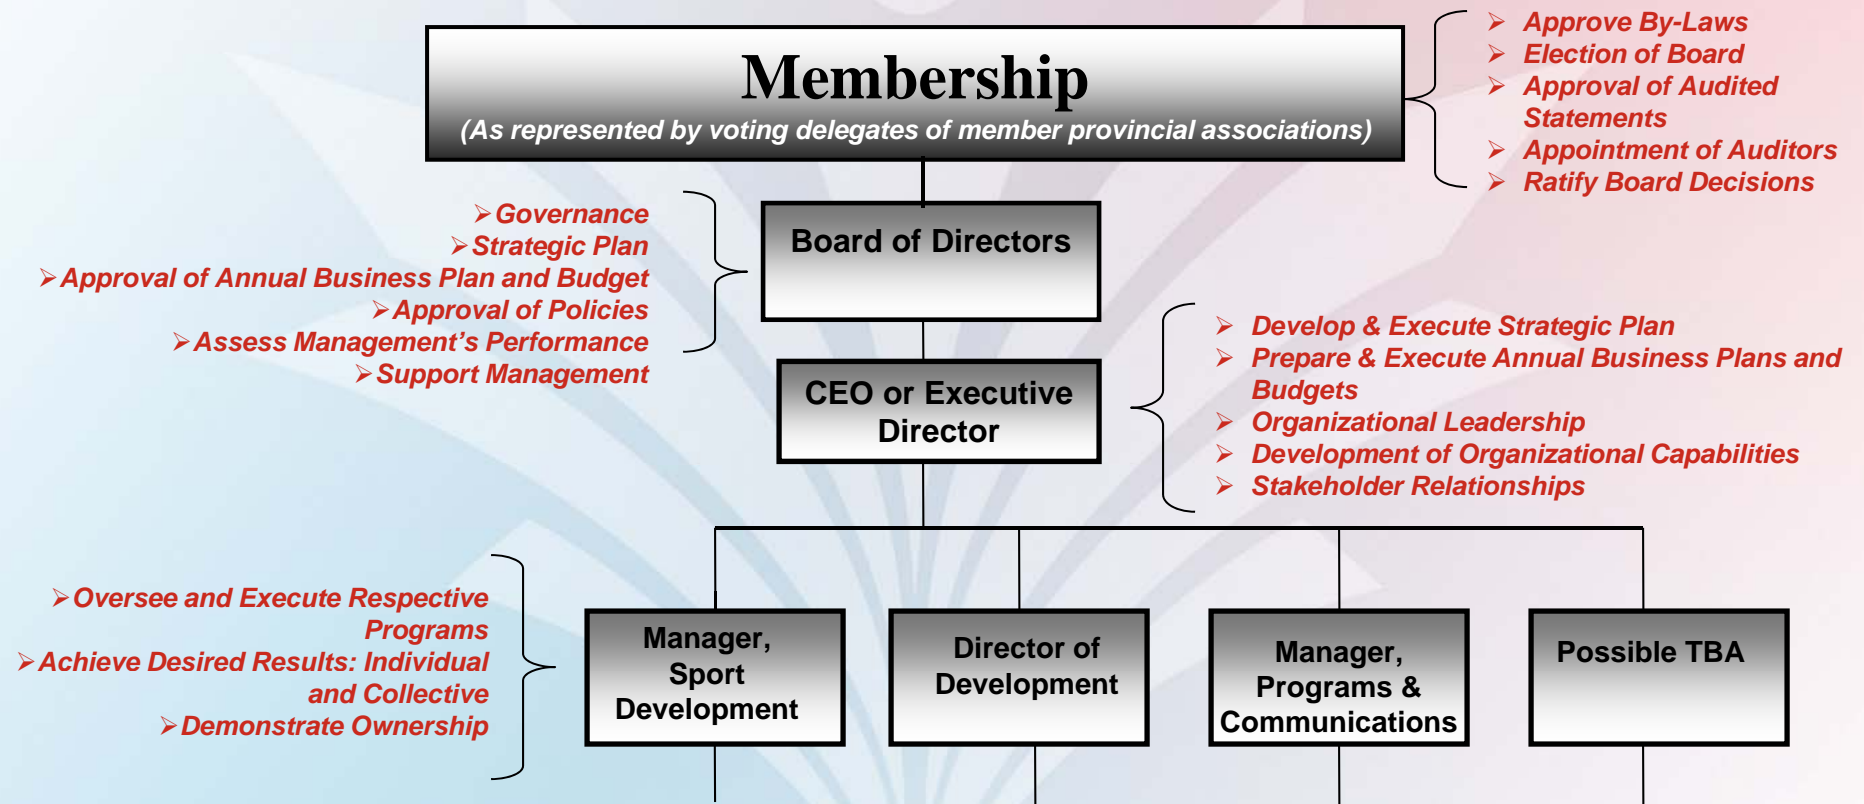 Membership
(As represented by voting delegates of member provincial associations)
➢ Approve By-Laws
➢ Election of Board
➢ Approval of Audited
Statements
➢ Appointment of Auditors
➢ Ratify Board Decisions
➢Governance
➢Strategic Plan
➢Approval of Annual Business Plan and Budget
➢Approval of Policies
➢Assess Management’s Performance
➢Support Management
Board of Directors
CEO or Executive
Director
➢ Develop & Execute Strategic Plan
➢ Prepare & Execute Annual Business Plans and
Budgets
➢ Organizational Leadership
➢ Development of Organizational Capabilities
➢ Stakeholder Relationships
➢Oversee and Execute Respective
Programs
➢Achieve Desired Results: Individual
and Collective
➢Demonstrate Ownership
Manager,
Sport
Development
Director of
Development
Manager,
Programs &
Communications
Possible TBA